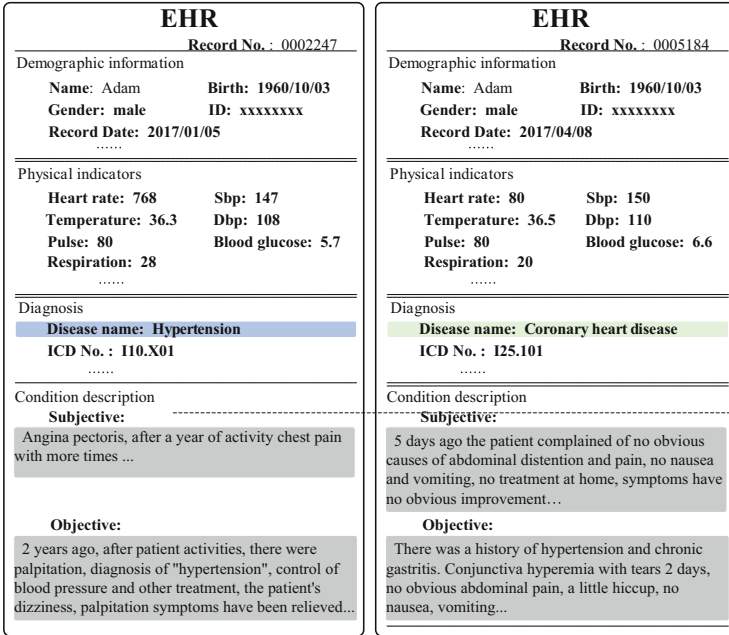 EHR
Record No. : 0002247
Demographic information
Name: Adam Birth: 1960/10/03
Gender: male ID: xxxxxxxx
Record Date: 2017/01/05
……
Physical indicators
Heart rate: 768 Sbp: 147
Temperature: 36.3 Dbp: 108
Pulse: 80 Blood glucose: 5.7
Respiration: 28
……
Diagnosis
Disease name: Hypertension
ICD No. : I10.X01
……
Condition description
Subjective:
Angina pectoris, after a year of activity chest pain
with more times ...
Objective:
2 years ago, after patient activities, there were
palpitation, diagnosis of "hypertension", control of
blood pressure and other treatment, the patient's
dizziness, palpitation symptoms have been relieved...
EHR
Record No. : 0005184
Demographic information
Name: Adam Birth: 1960/10/03
Gender: male ID: xxxxxxxx
Record Date: 2017/04/08
……
Physical indicators
Heart rate: 80 Sbp: 150
Temperature: 36.5 Dbp: 110
Pulse: 80 Blood glucose: 6.6
Respiration: 20
……
Diagnosis
Disease name: Coronary heart disease
ICD No. : I25.101
……
Condition description
Subjective:
5 days ago the patient complained of no obvious
causes of abdominal distention and pain, no nausea
and vomiting, no treatment at home, symptoms have
no obvious improvement…
Objective:
There was a history of hypertension and chronic
gastritis. Conjunctiva hyperemia with tears 2 days,
no obvious abdominal pain, a little hiccup, no
nausea, vomiting...